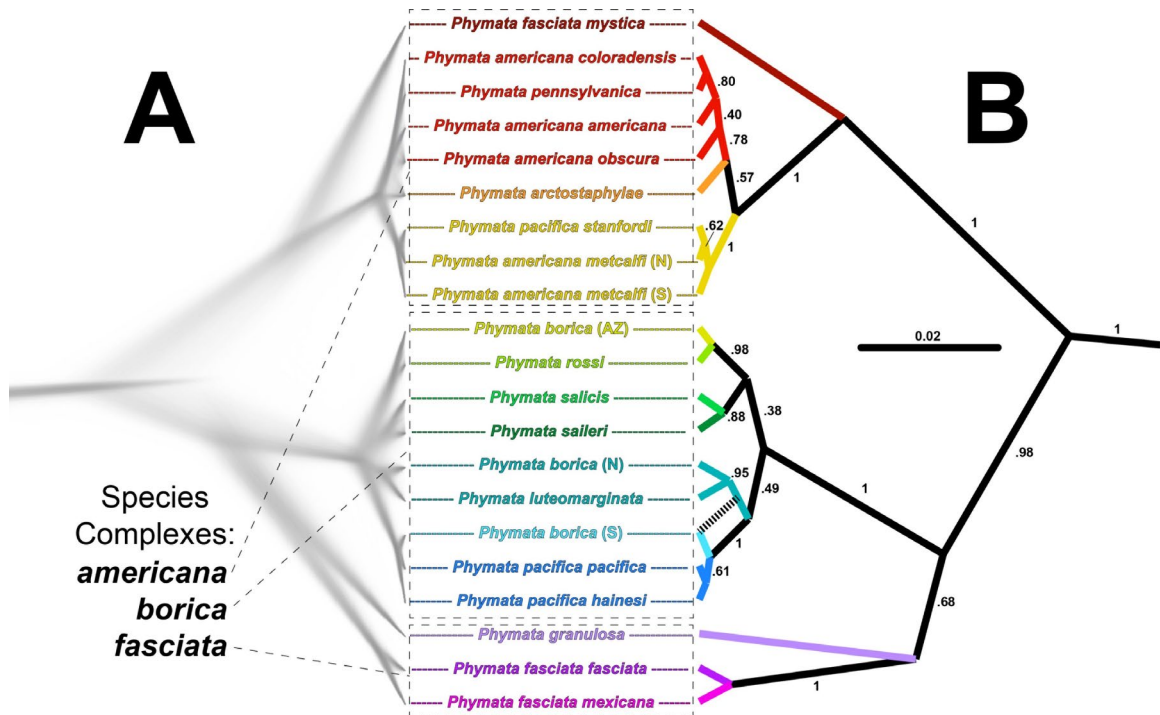 A
B
Phymata fasciata mystica
Phymata americana coloradensis
Phymata pennsylvanica
Phymata americana americana
Phymata americana obscura
Phymata arctostaphylae
Phymata pacifica stanfordi
Phymata americana metcalfi (N)
Phymata americana metcalfi (S)
Phymata borica (AZ)
Phymata rossi
Phymata salicis
Phymata saileri
Phymata borica (N)
Phymata luteomarginata
Phymata borica (S)
Phymata pacifica pacifica
Phymata pacifica hainesi
Phymata granulosa
Phymata fasciata fasciata
Phymata fasciata mexicana
Species
Complexes:
americana
borica
fasciata
.80
.40
.78
.57
1
.62
1
1
1
0.02
.98
.38
.88
.98
.95
.49
1
1
.61
.68
1